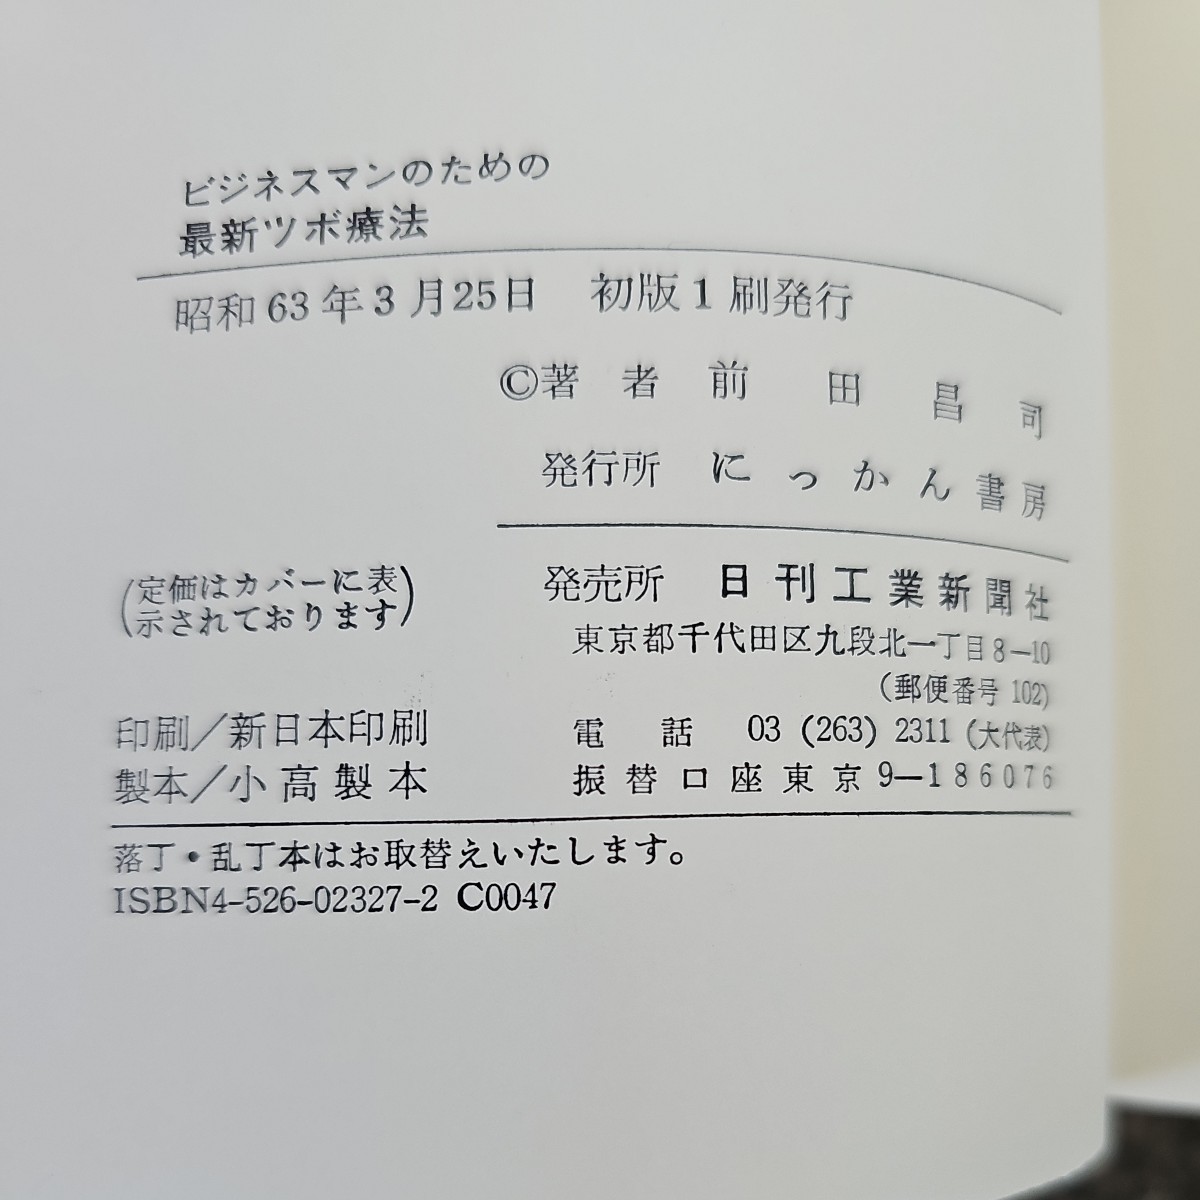 ビジネスマンのための
最新ツボ療法
昭和63年3月25日 初版1刷発行
©著者 前田昌司
発行所 にっかん書房
(定価はカバーに表
示されております)
発売所 日刊工業新聞社
東京都千代田区九段北一丁目8—10
(郵便番号 102)
電話 03 (263) 2311 (大代表)
振替口座東京9—186076
印刷/新日本印刷
製本/小高製本
落丁・乱丁本はお取替えいたします。
ISBN4-526-02327-2 C0047